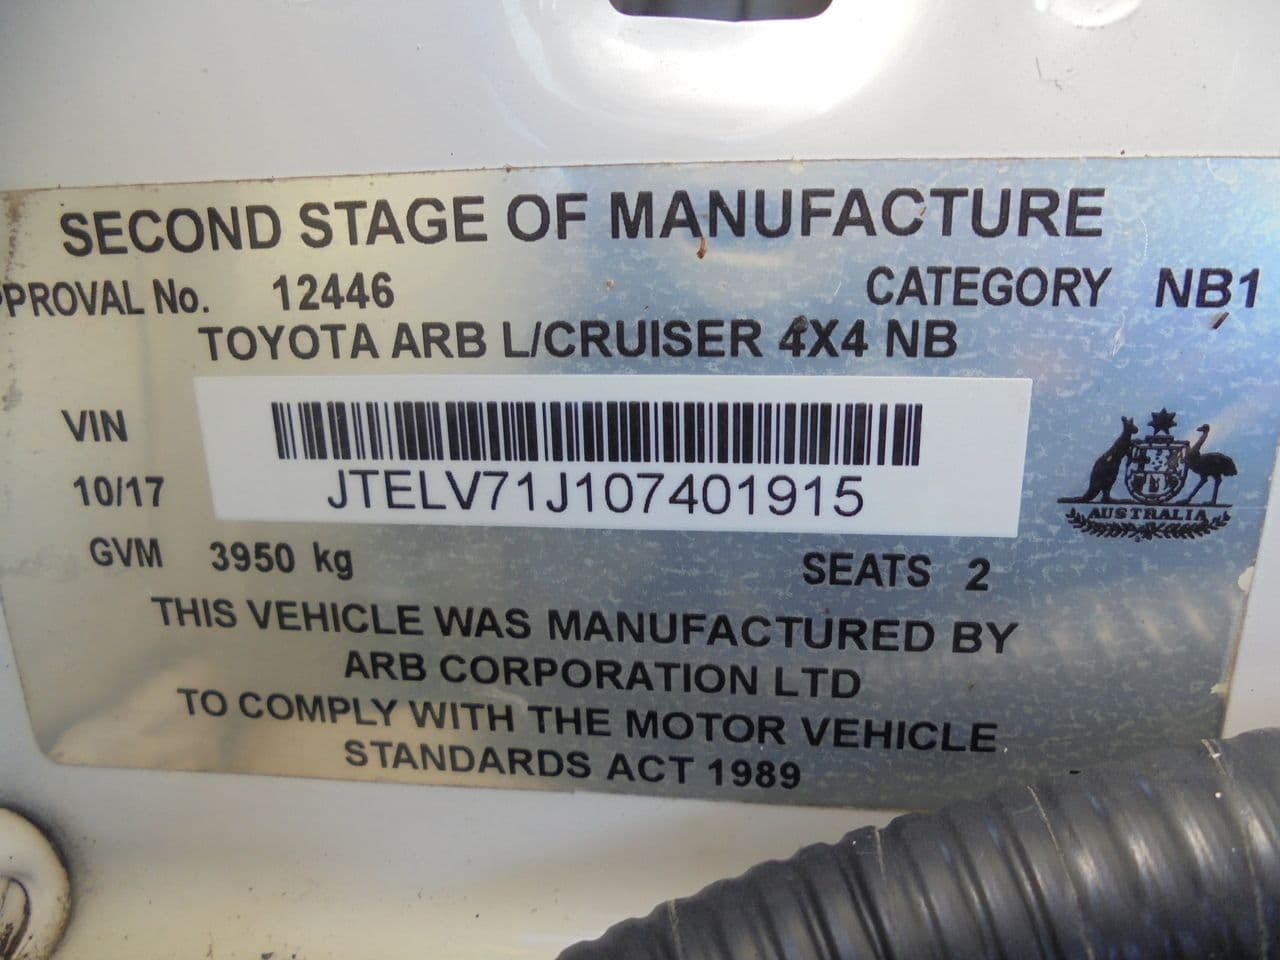 SECOND STAGE OF MANUFACTURE
PPROVAL No. 12446 CATEGORY NB1
TOYOTA ARB L/CRUISER 4X4 NB
VIN
10/17 JTELV71J107401915
AUSTRALIA
GVM 3950 kg SEATS 2
THIS VEHICLE WAS MANUFACTURED BY
ARB CORPORATION LTD
TO COMPLY WITH THE MOTOR VEHICLE
STANDARDS ACT 1989